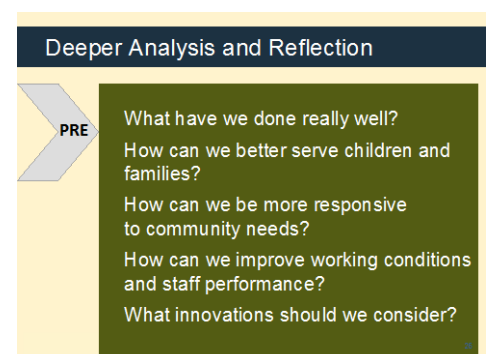 Deeper Analysis and Reflection
PRE
What have we done really well?
How can we better serve children and
families?
How can we be more responsive
to community needs?
How can we improve working conditions
and staff performance?
What innovations should we consider?